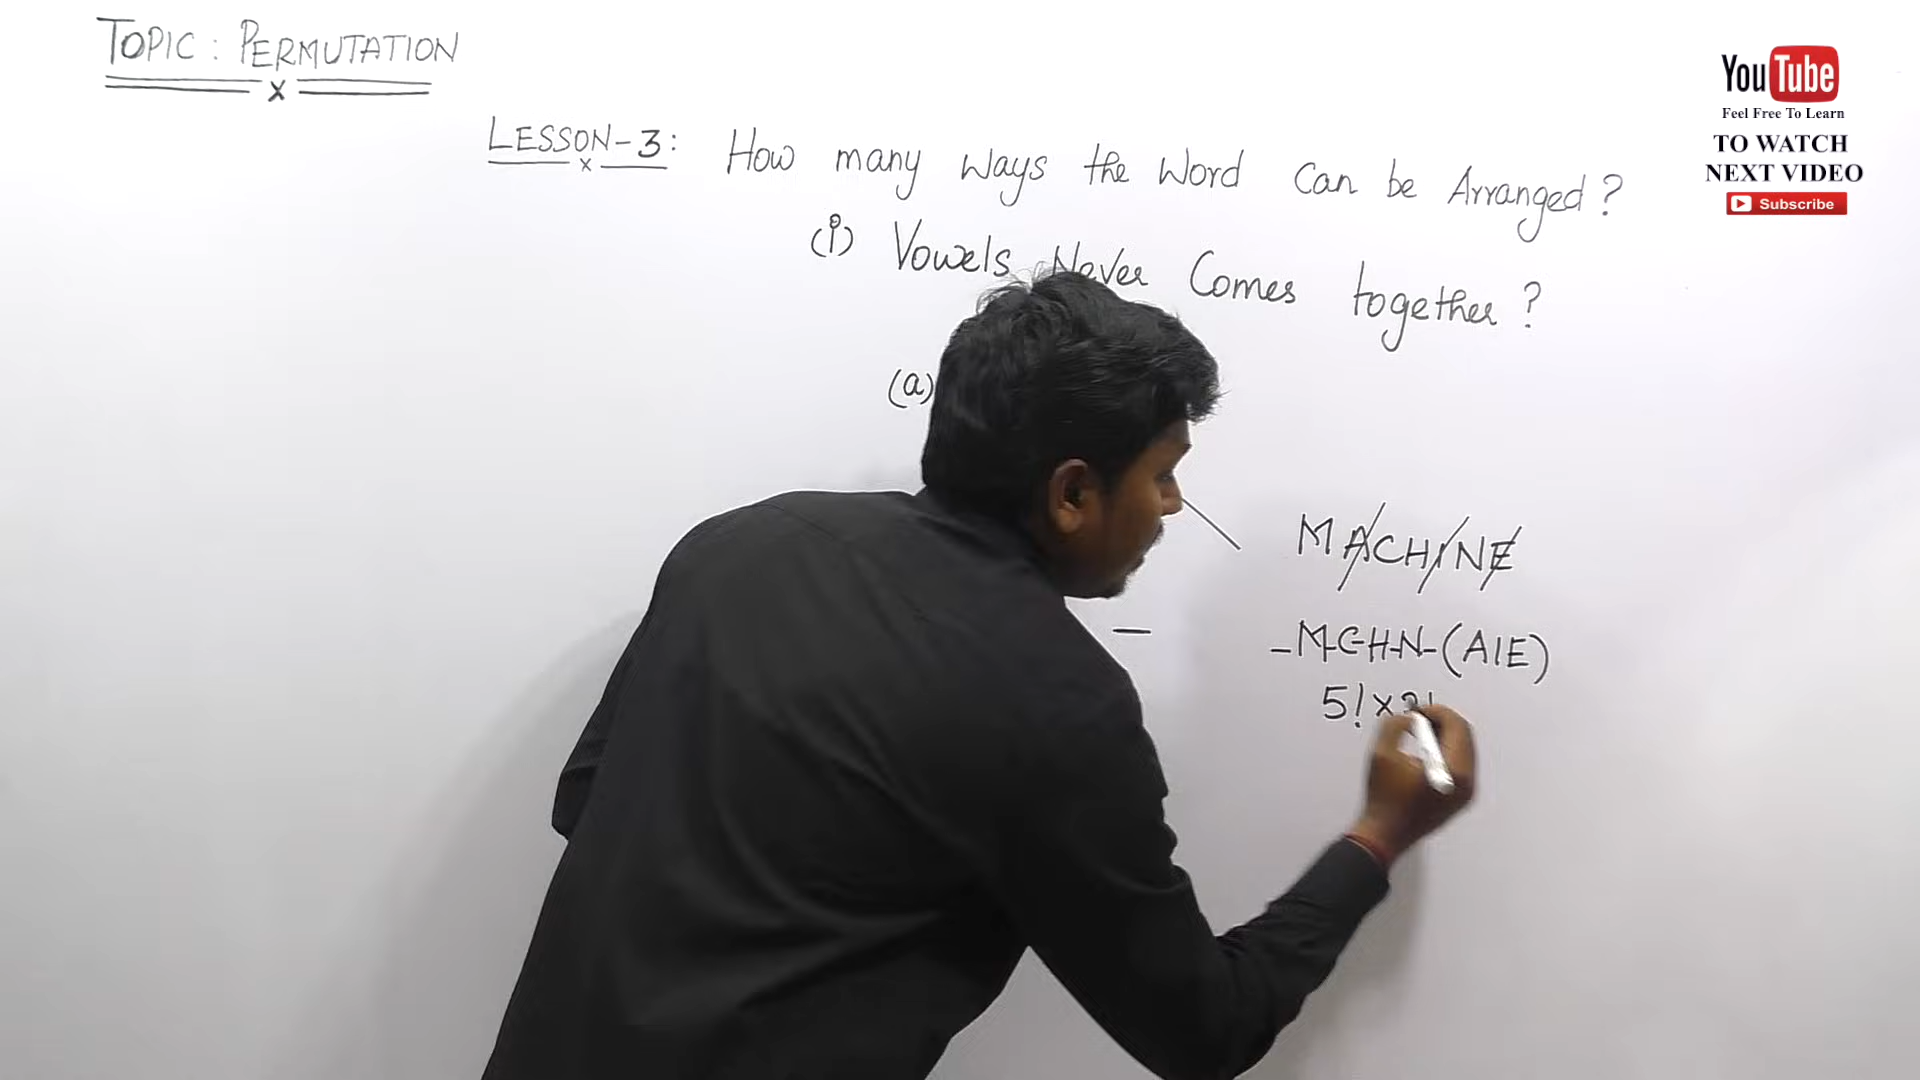 TOPIC : PERMUTATION
x
LESSON-3: How many ways the Word can be Arranged?
x
(i) Vowels Never Comes together?
(a)
MACHINE
-M-C-H-N-(AIE)
5! x
YouTube
Feel Free To Learn
TO WATCH
NEXT VIDEO
Subscribe